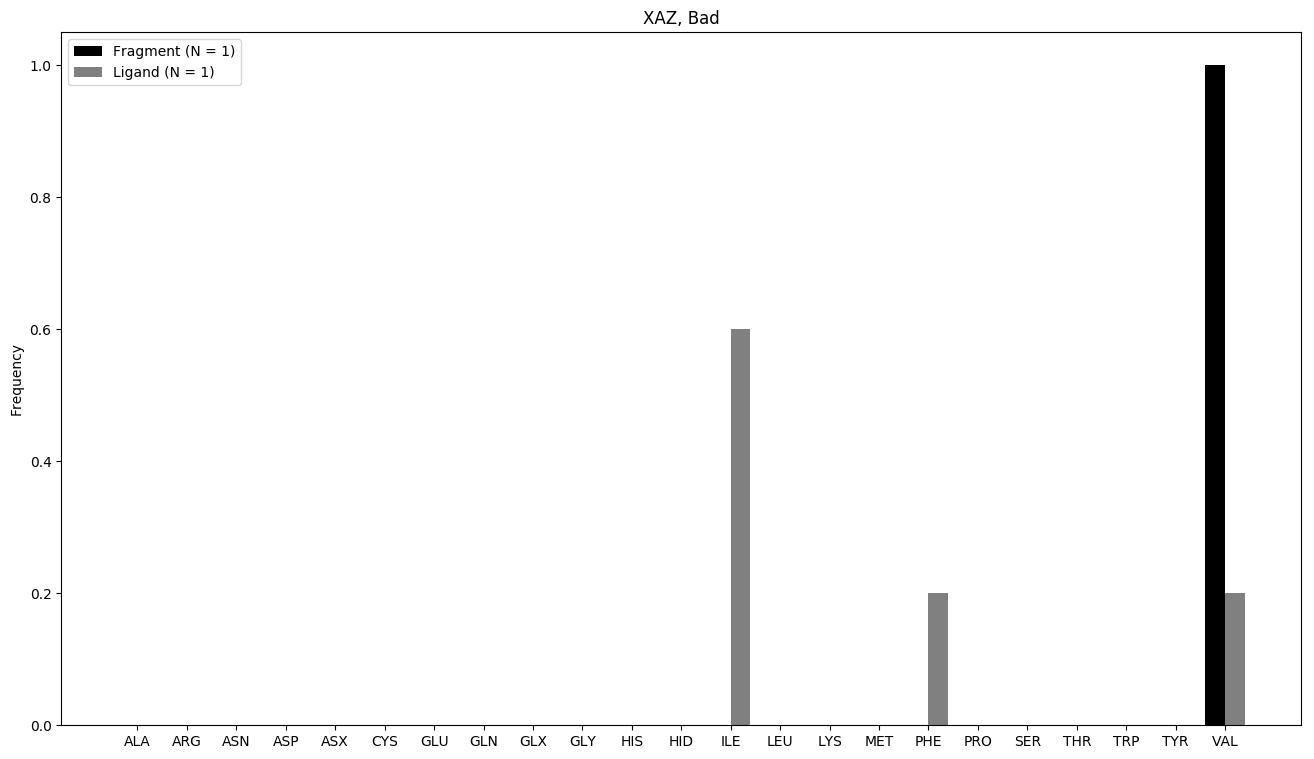 XAZ, Bad
Fragment (N = 1)
Ligand (N = 1)
1.0
0.8
0.6
0.4
0.2
0.0
Frequency
ALA ARG ASN ASP ASX CYS GLU GLN GLX GLY HIS HID ILE LEU LYS MET PHE PRO SER THR TRP TYR VAL